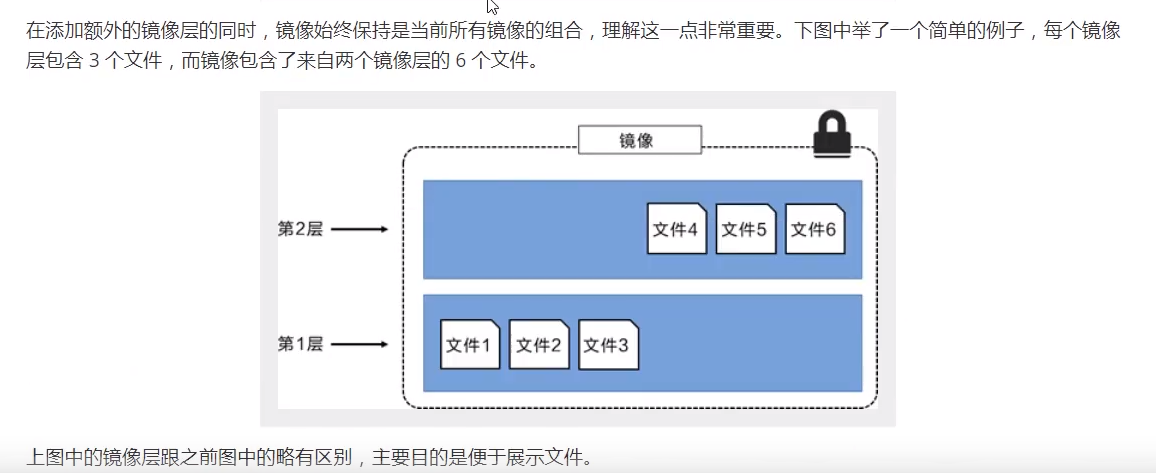 在添加额外的镜像层的同时，镜像始终保持是当前所有镜像的组合，理解这一点非常重要。下图中举了一个简单的例子，每个镜像
层包含 3 个文件，而镜像包含了来自两个镜像层的 6 个文件。
镜像
第2层
文件4 文件5 文件6
第1层
文件1 文件2 文件3
上图中的镜像层跟之前图中的略有区别，主要目的是便于展示文件。